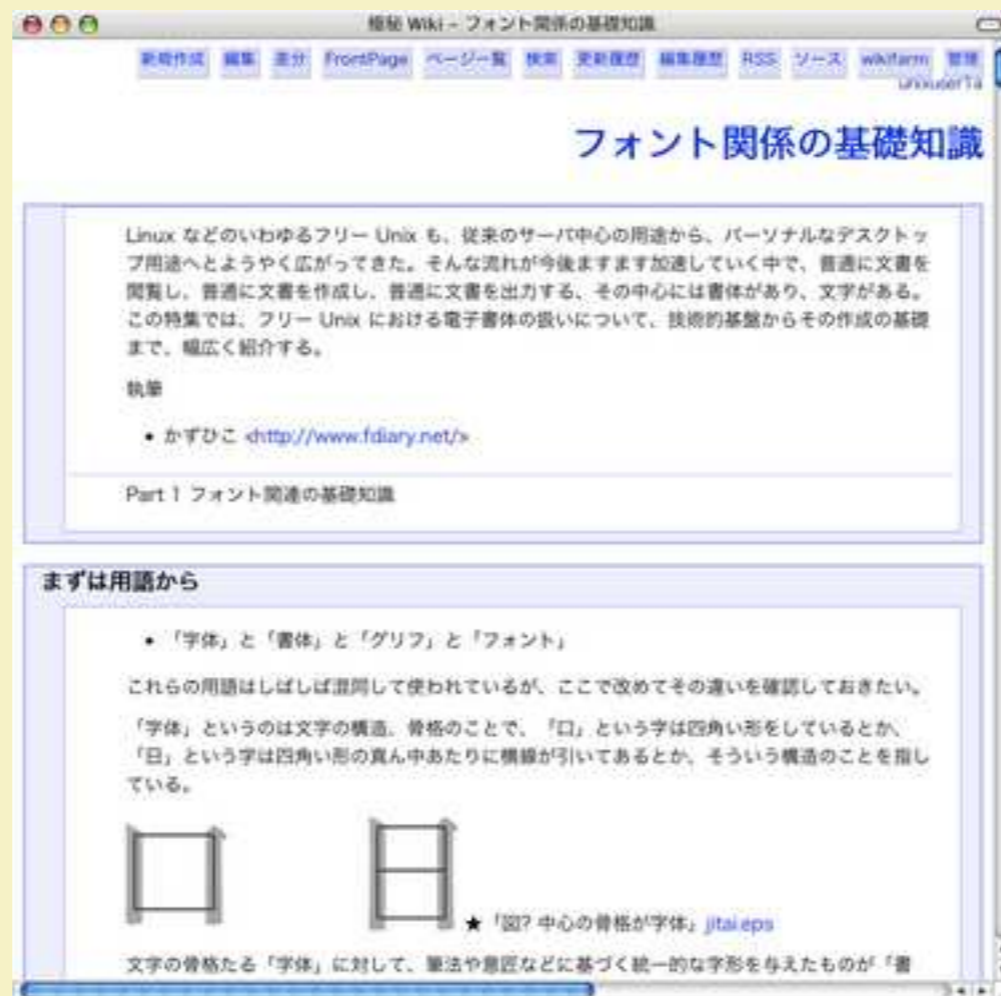 極秘 Wiki - フォント関係の基礎知識
新規作成 編集 差分 FrontPage ページ一覧 検索 更新履歴 編集履歴 RSS ソース wikifarm 管理
unixuser1a
フォント関係の基礎知識
Linux などのいわゆるフリー Unix も、従来のサーバ中心の用途から、パーソナルなデスクトッ
プ用途へとようやく広がってきた。そんな流れが今後ますます加速していく中で、普通に文書を
閲覧し、普通に文書を作成し、普通に文書を出力する、その中心には書体があり、文字がある。
この特集では、フリー Unix における電子書体の扱いについて、技術的基盤からその作成の基礎
まで、幅広く紹介する。
執筆
• かずひこ <http://www.fdiary.net/>
Part 1 フォント関連の基礎知識
まずは用語から
• 「字体」と「書体」と「グリフ」と「フォント」
これらの用語はしばしば混同して使われているが、ここで改めてその違いを確認しておきたい。
「字体」というのは文字の構造、骨格のことで、「口」という字は四角い形をしているとか、
「日」という字は四角い形の真ん中あたりに横線が引いてあるとか、そういう構造のことを指し
ている。
口 日 ★「図? 中心の骨格が字体」jitai.eps
文字の骨格たる「字体」に対して、筆法や意匠などに基づく統一的な字形を与えたものが「書